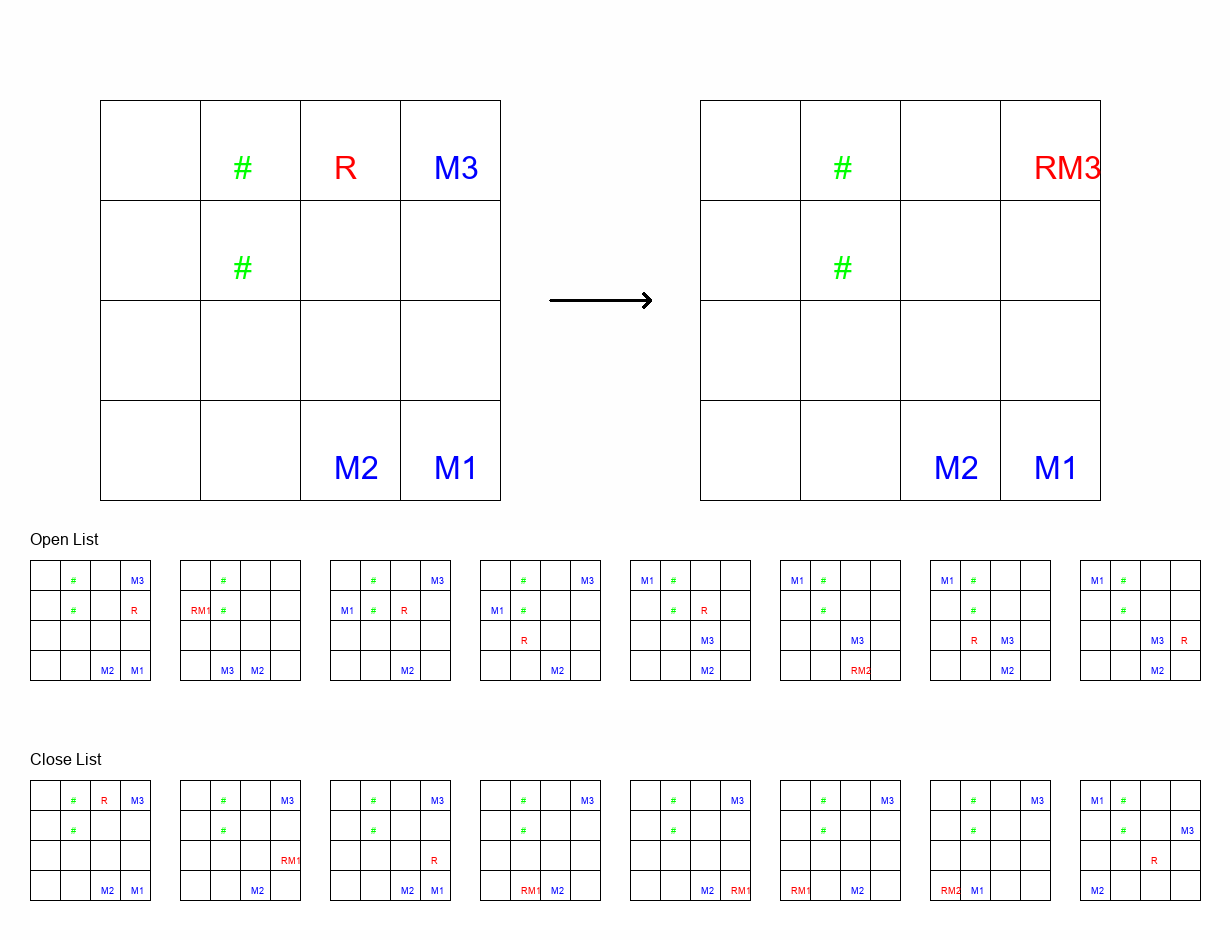 # R M3 # RM3
# #
M2 M1 M2 M1
Open List
# M3 # # M3 # M3 M1 # M1 # M1 # M1 #
# R RM1 # M1 # R M1 # # R # # #
R M3 M3 R M3 M3 R
M2 M1 M3 M2 M2 M2 M2 RM2 M2 M2
Close List
# R M3 # M3 # M3 # M3 # M3 # M3 # M3 M1 #
# # # # # # # # M3
RM1 R R
M2 M1 M2 M2 M1 RM1 M2 M2 RM1 RM1 M2 RM2 M1 M2